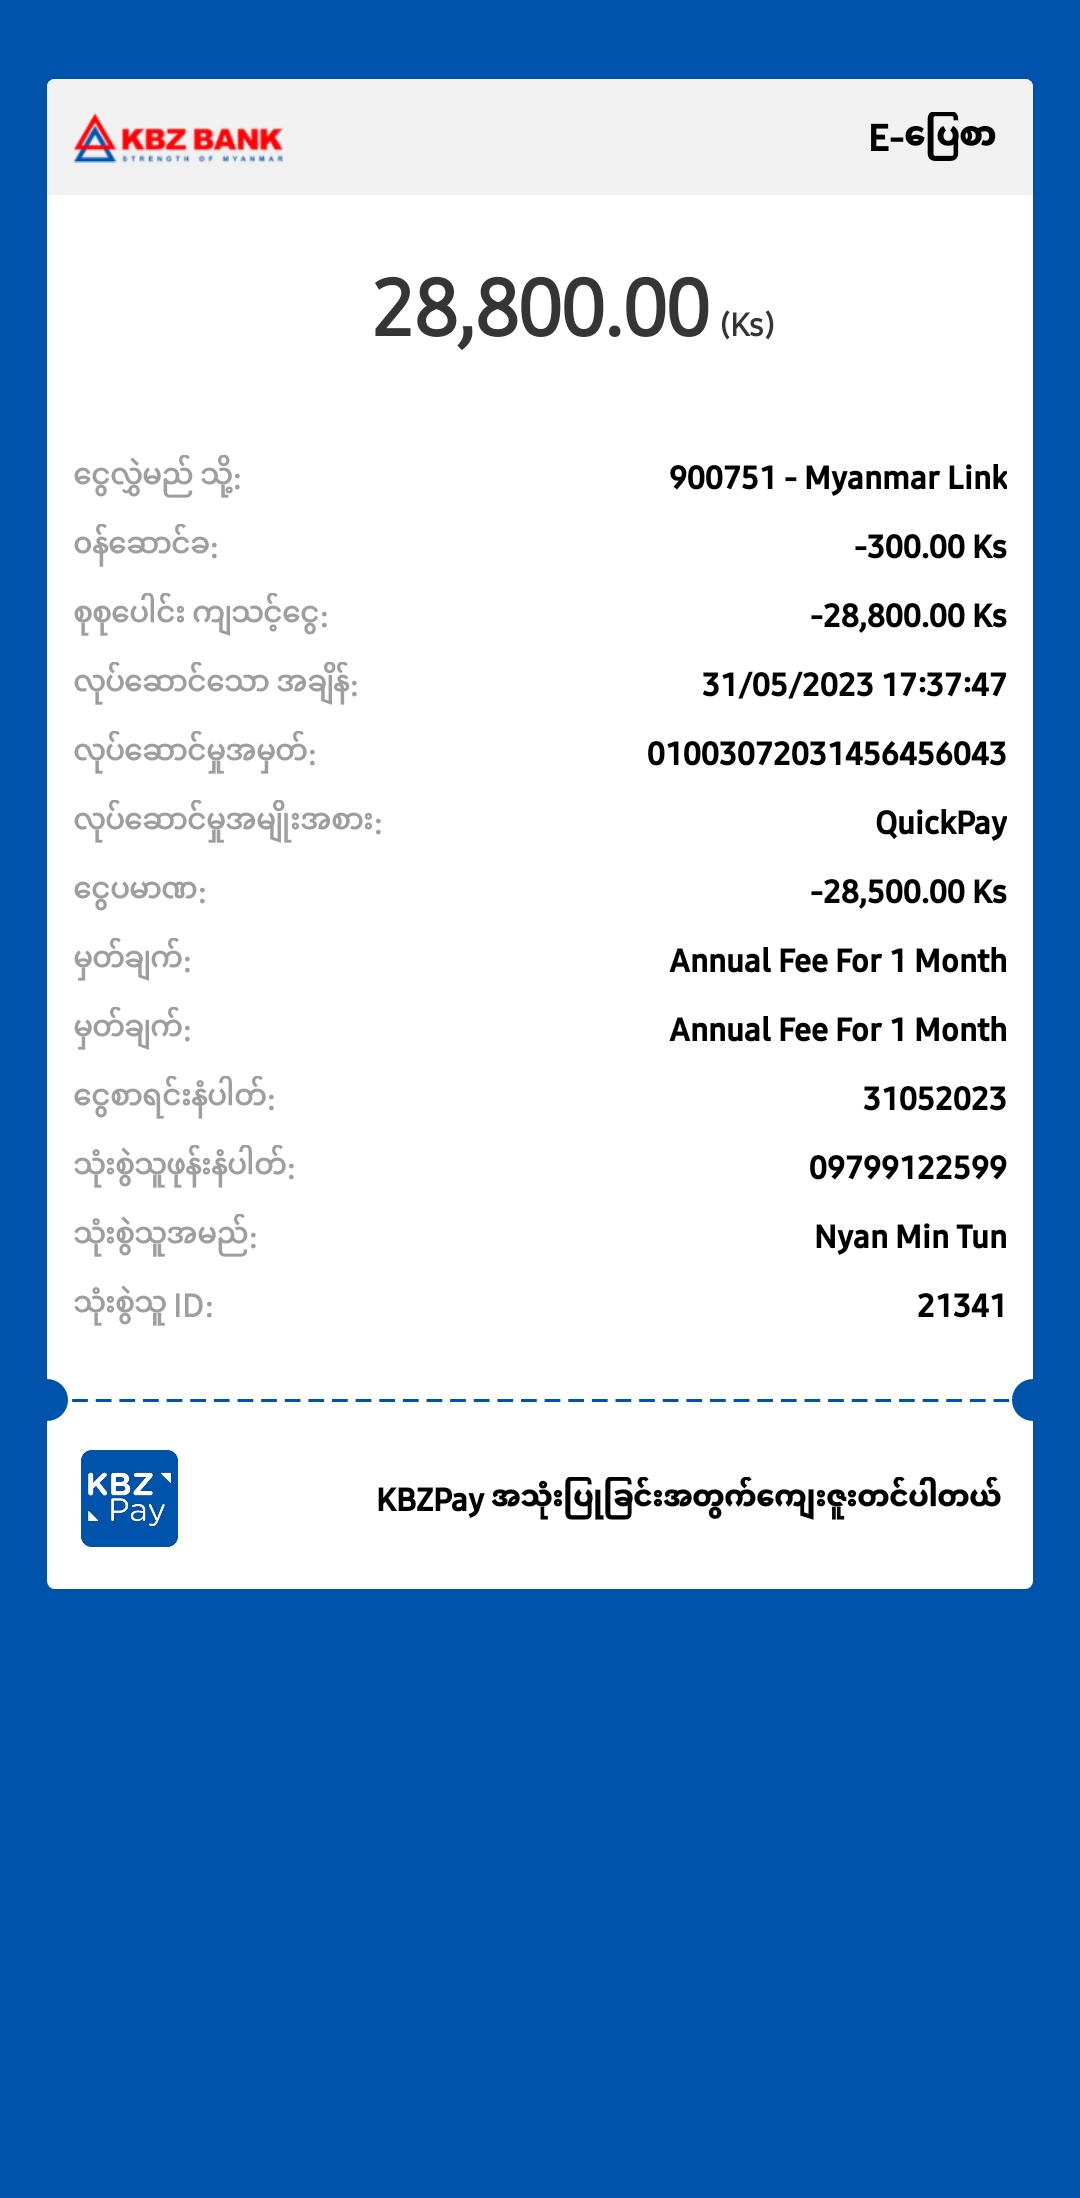 KBZ BANK
STRENGTH OF MYANMAR
E-ပြေစာ
28,800.00 (Ks)
ငွေလွှဲမည် သို့: 900751 - Myanmar Link
ဝန်ဆောင်ခ: -300.00 Ks
စုစုပေါင်း ကျသင့်ငွေ: -28,800.00 Ks
လုပ်ဆောင်သော အချိန်: 31/05/2023 17:37:47
လုပ်ဆောင်မှုအမှတ်: 01003072031456456043
လုပ်ဆောင်မှုအမျိုးအစား: QuickPay
ငွေပမာဏ: -28,500.00 Ks
မှတ်ချက်: Annual Fee For 1 Month
မှတ်ချက်: Annual Fee For 1 Month
ငွေစာရင်းနံပါတ်: 31052023
သုံးစွဲသူဖုန်းနံပါတ်: 09799122599
သုံးစွဲသူအမည်: Nyan Min Tun
သုံးစွဲသူ ID: 21341
KBZ
Pay
KBZPay အသုံးပြုခြင်းအတွက်ကျေးဇူးတင်ပါတယ်